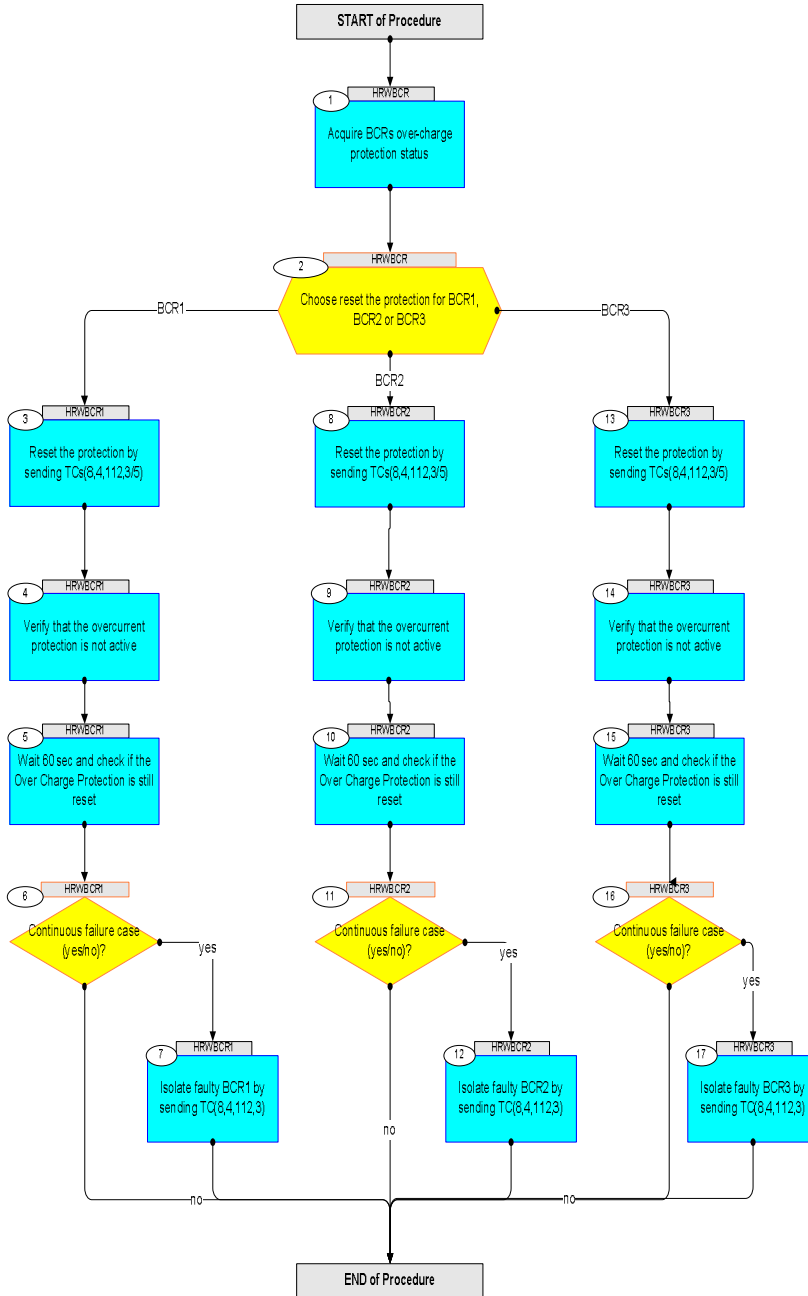 START of Procedure
HRWBCR
1
Acquire BCRs over-charge
protection status
HRWBCR
2
Choose reset the protection for BCR1,
BCR2 or BCR3
BCR1
BCR3
BCR2
HRWBCR1
3
Reset the protection by
sending TCs(8,4,112,3/5)
HRWBCR2
8
Reset the protection by
sending TCs(8,4,112,3/5)
HRWBCR3
13
Reset the protection by
sending TCs(8,4,112,3/5)
HRWBCR1
4
Verify that the overcurrent
protection is not active
HRWBCR2
9
Verify that the overcurrent
protection is not active
HRWBCR3
14
Verify that the overcurrent
protection is not active
HRWBCR1
5
Wait 60 sec and check if the
Over Charge Protection is still
reset
HRWBCR2
10
Wait 60 sec and check if the
Over Charge Protection is still
reset
HRWBCR3
15
Wait 60 sec and check if the
Over Charge Protection is still
reset
HRWBCR1
6
Continuous failure case
(yes/no)?
yes
HRWBCR2
11
Continuous failure case
(yes/no)?
yes
HRWBCR3
16
Continuous failure case
(yes/no)?
yes
HRWBCR1
7
Isolate faulty BCR1 by
sending TC(8,4,112,3)
HRWBCR2
12
Isolate faulty BCR2 by
sending TC(8,4,112,3)
HRWBCR3
17
Isolate faulty BCR3 by
sending TC(8,4,112,3)
no
no
no
END of Procedure